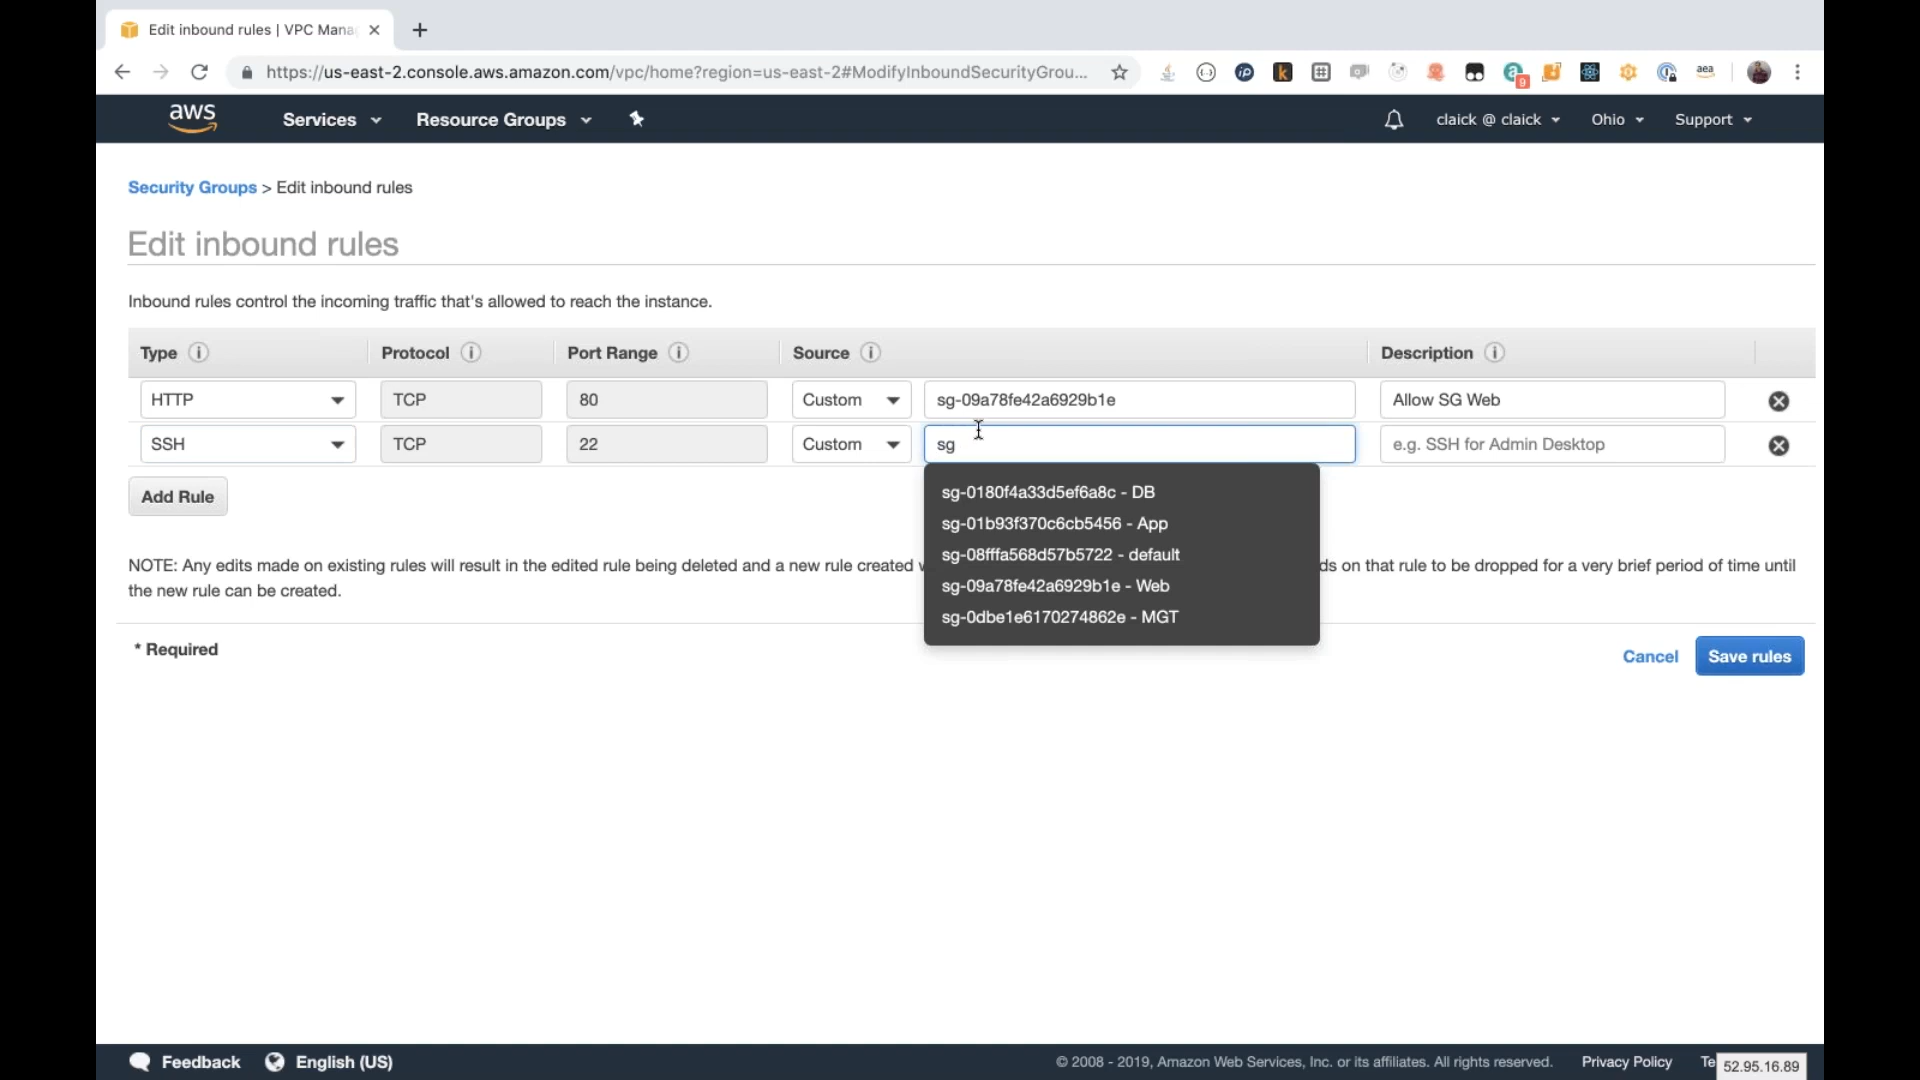 Edit inbound rules | VPC Mana
https://us-east-2.console.aws.amazon.com/vpc/home?region=us-east-2#ModifyInboundSecurityGrou...
9
aea
aws
Services
Resource Groups
claick @ claick
Ohio
Support
Security Groups > Edit inbound rules
Edit inbound rules
Inbound rules control the incoming traffic that's allowed to reach the instance.
Type
Protocol
Port Range
Source
Description
HTTP
TCP
80
Custom
sg-09a78fe42a6929b1e
Allow SG Web
SSH
TCP
22
Custom
sg
e.g. SSH for Admin Desktop
sg-0180f4a33d5ef6a8c - DB
sg-01b93f370c6cb5456 - App
sg-08fffa568d57b5722 - default
sg-09a78fe42a6929b1e - Web
sg-0dbe1e6170274862e - MGT
Add Rule
NOTE: Any edits made on existing rules will result in the edited rule being deleted and a new rule created ds on that rule to be dropped for a very brief period of time until
the new rule can be created.
* Required
Cancel
Save rules
Feedback
English (US)
© 2008 - 2019, Amazon Web Services, Inc. or its affiliates. All rights reserved.
Privacy Policy
Te
52.95.16.89